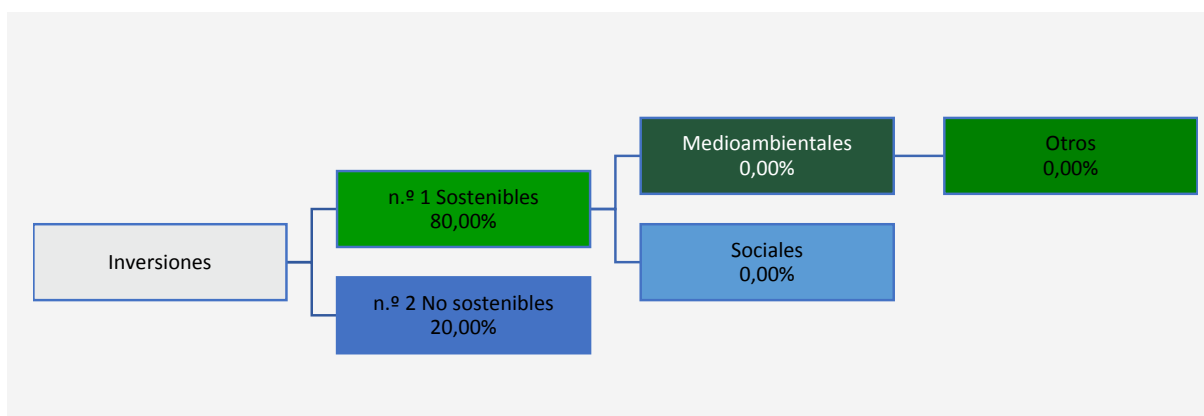 Inversiones
n.º 1 Sostenibles
80,00%
n.º 2 No sostenibles
20,00%
Medioambientales
0,00%
Sociales
0,00%
Otros
0,00%